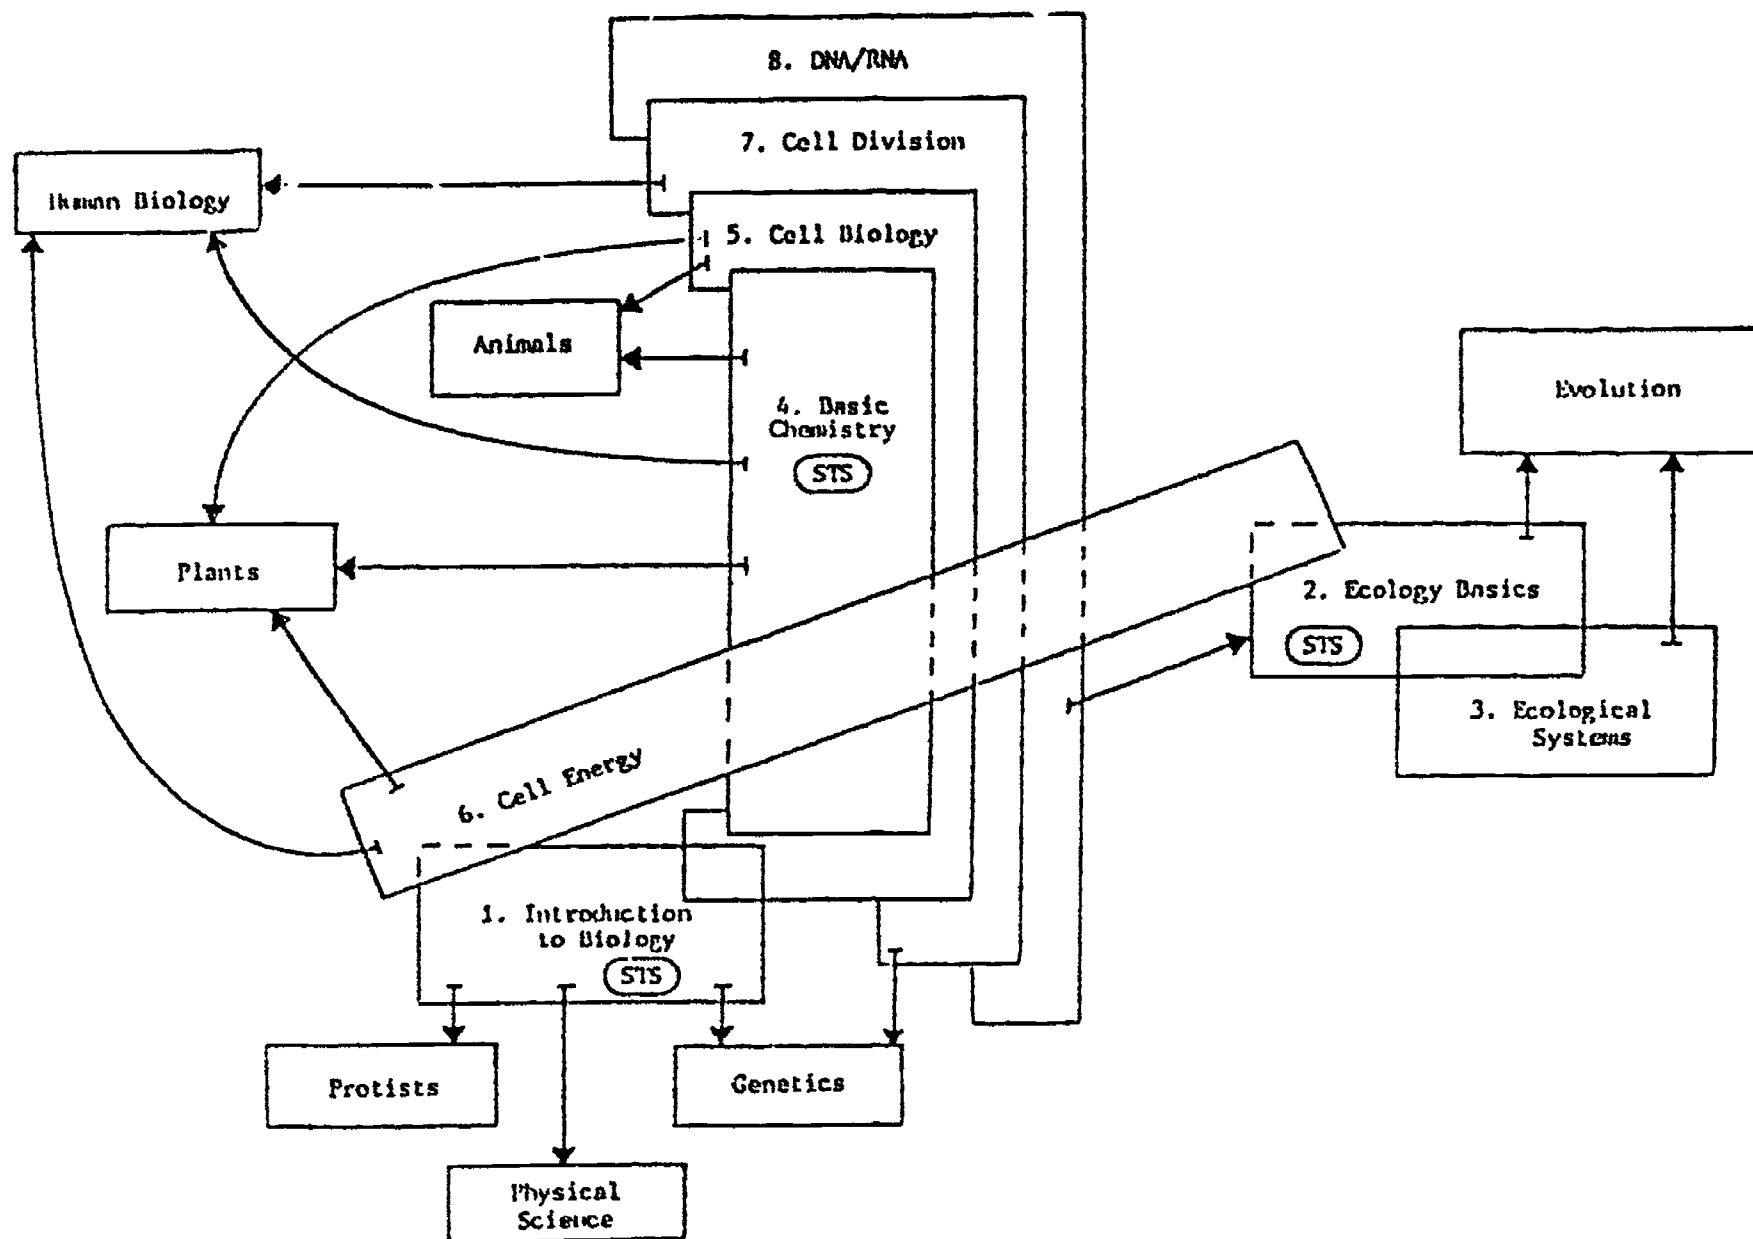 8. DNA/RNA
7. Cell Division
Human Biology
5. Cell Biology
Animals
4. Basic
Chemistry
STS
Evolution
Plants
2. Ecology Basics
STS
3. Ecological
Systems
6. Cell Energy
1. Introduction
to Biology
STS
Protists
Genetics
Physical
Science